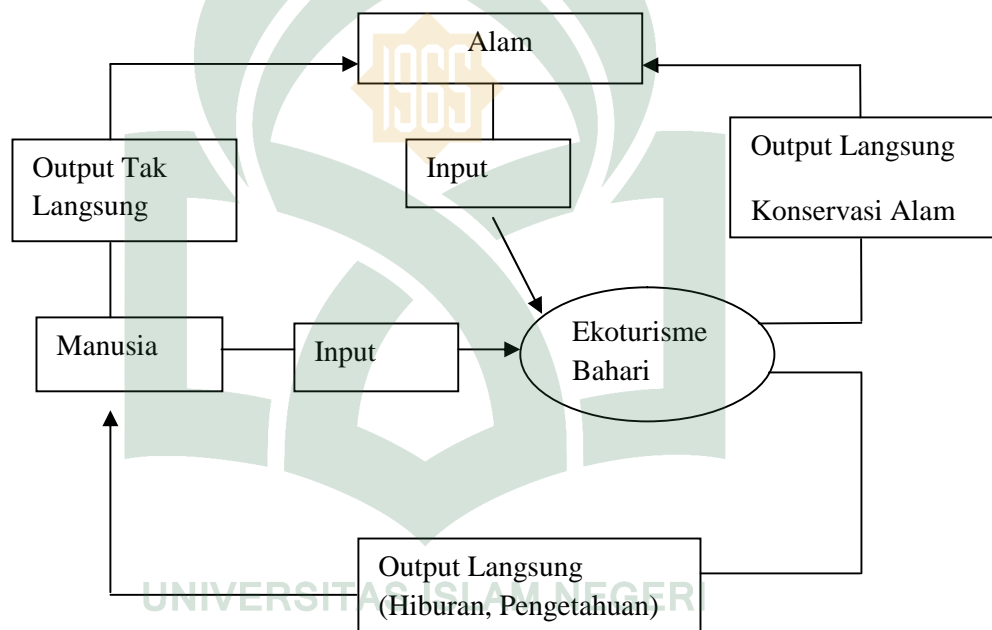 Alam
1965
Output Tak
Langsung
Input
Output Langsung
Konservasi Alam
Manusia
Input
Ekoturisme
Bahari
Output Langsung
(Hiburan, Pengetahuan)
UNIVERSITAS ISLAM NEGERI